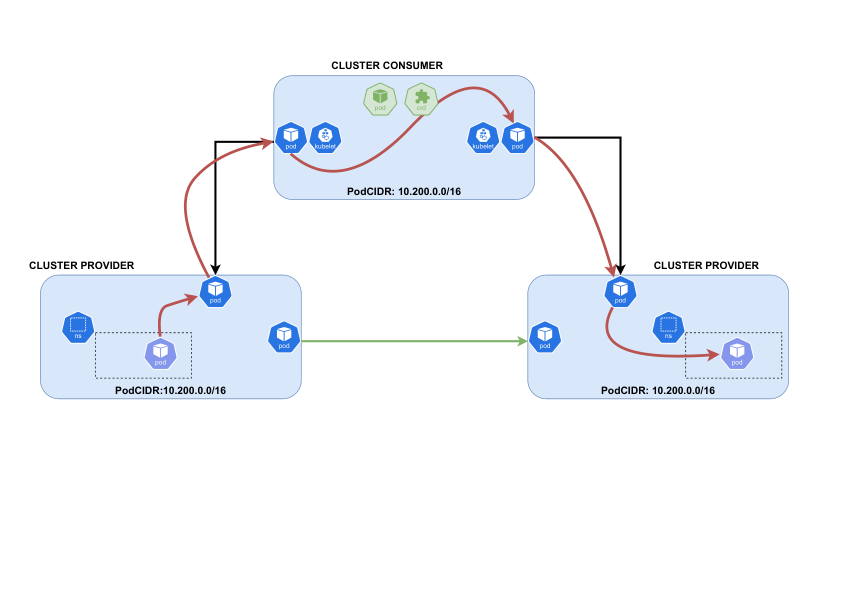 CLUSTER CONSUMER
pod
crd
pod
kubelet
kubelet
pod
PodCIDR: 10.200.0.0/16
CLUSTER PROVIDER
CLUSTER PROVIDER
pod
pod
ns
pod
pod
ns
pod
pod
PodCIDR:10.200.0.0/16
PodCIDR: 10.200.0.0/16